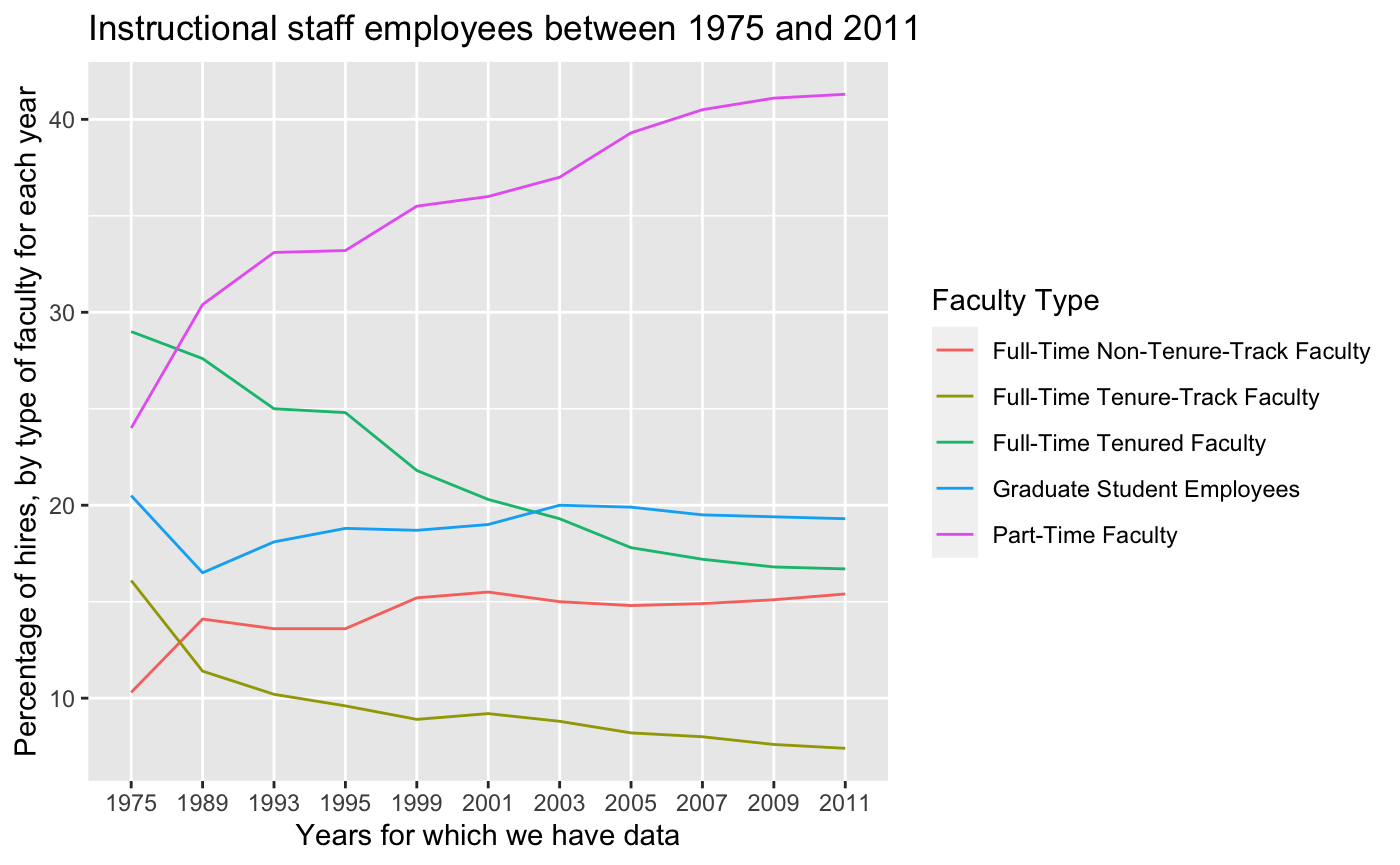 Instructional staff employees between 1975 and 2011
Percentage of hires, by type of faculty for each year
40
30
20
10
1975 1989 1993 1995 1999 2001 2003 2005 2007 2009 2011
Years for which we have data
Faculty Type
Full-Time Non-Tenure-Track Faculty
Full-Time Tenure-Track Faculty
Full-Time Tenured Faculty
Graduate Student Employees
Part-Time Faculty